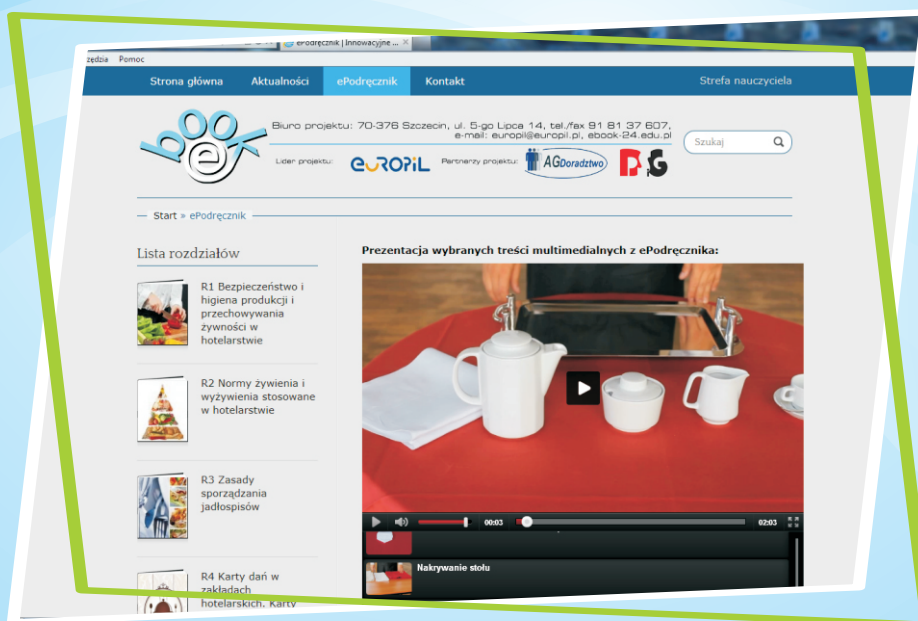 ePodręcznik | Innowacyjne ...
Pomoc
Strona główna
Aktualności
ePodręcznik
Kontakt
Strefa nauczyciela
book
e
Biuro projektu: 70-376 Szczecin, ul. 5-go Lipca 14, tel./fax 91 81 37 607,
e-mail: europil@europil.pl, ebook-24.edu.pl
Szukaj
Lider projektu:
euROPiL
Partnerzy projektu:
AGDoradztwo
Start » ePodręcznik
Lista rozdziałów
R1 Bezpieczeństwo i
higiena produkcji i
przechowywania
żywności w
hotelarstwie
R2 Normy żywienia i
wyżywienia stosowane
w hotelarstwie
R3 Zasady
sporządzania
jadłospisów
R4 Karty dań w
zakładach
hotelarskich. Karty
Prezentacja wybranych treści multimedialnych z ePodręcznika:
00:03
02:03
Nakrywanie stołu